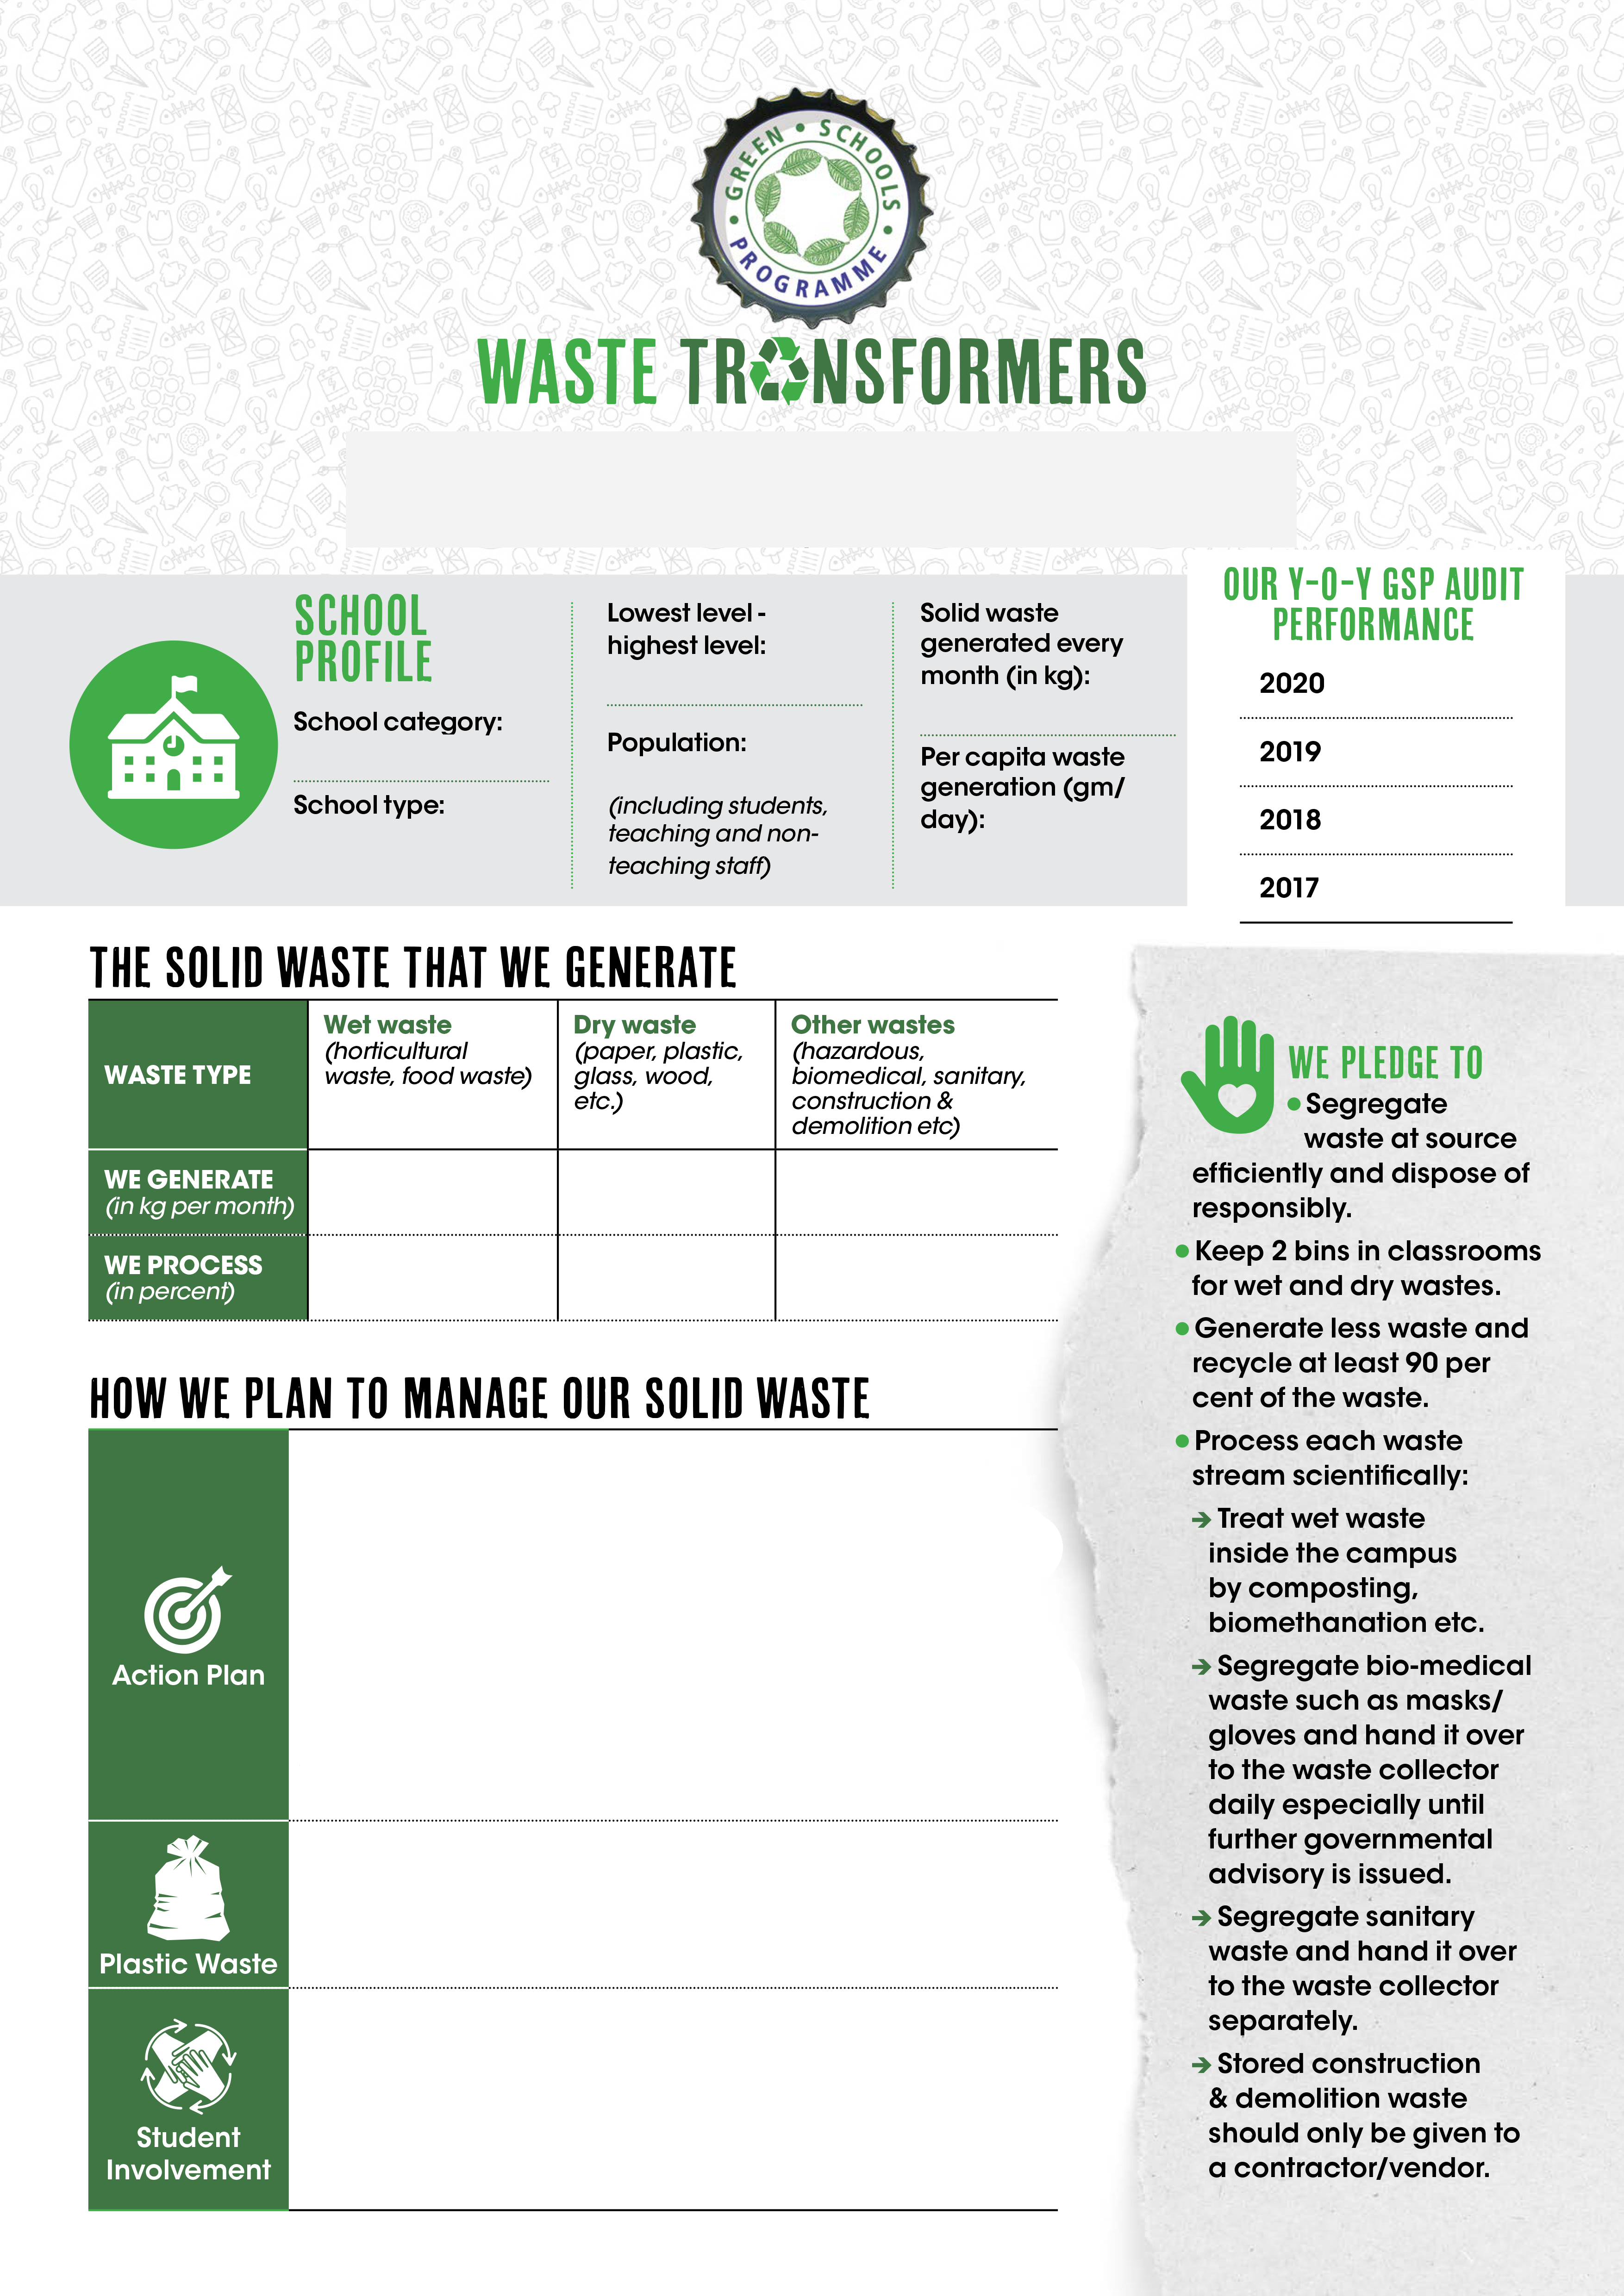 GREEN • SCHOOLS
• PROGRAMME •
WASTE TRANSFORMERS
SCHOOL
PROFILE
School category:
School type:
Lowest level -
highest level:
Population:
(including students,
teaching and non-
teaching staff)
Solid waste
generated every
month (in kg):
Per capita waste
generation (gm/
day):
OUR Y-O-Y GSP AUDIT
PERFORMANCE
2020
2019
2018
2017
THE SOLID WASTE THAT WE GENERATE
WASTE TYPE
Wet waste
(horticultural
waste, food waste)
Dry waste
(paper, plastic,
glass, wood,
etc.)
Other wastes
(hazardous,
biomedical, sanitary,
construction &
demolition etc)
WE GENERATE
(in kg per month)
WE PROCESS
(in percent)
HOW WE PLAN TO MANAGE OUR SOLID WASTE
Action Plan
Plastic Waste
Student
Involvement
WE PLEDGE TO
• Segregate
waste at source
efficiently and dispose of
responsibly.
• Keep 2 bins in classrooms
for wet and dry wastes.
• Generate less waste and
recycle at least 90 per
cent of the waste.
• Process each waste
stream scientifically:
→ Treat wet waste
inside the campus
by composting,
biomethanation etc.
→ Segregate bio-medical
waste such as masks/
gloves and hand it over
to the waste collector
daily especially until
further governmental
advisory is issued.
→ Segregate sanitary
waste and hand it over
to the waste collector
separately.
→ Stored construction
& demolition waste
should only be given to
a contractor/vendor.